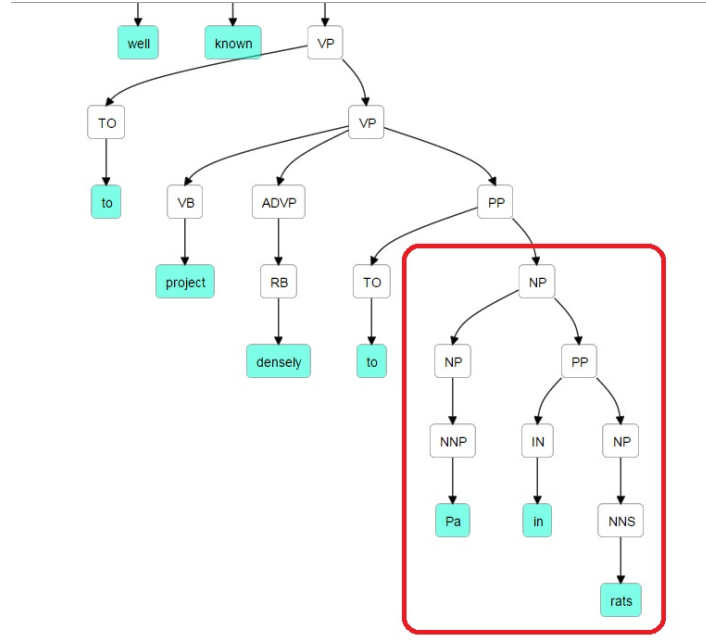 well known VP
TO VP
to VB ADVP PP
project RB TO NP
densely to NP PP
NNP IN NP
Pa in NNS
rats